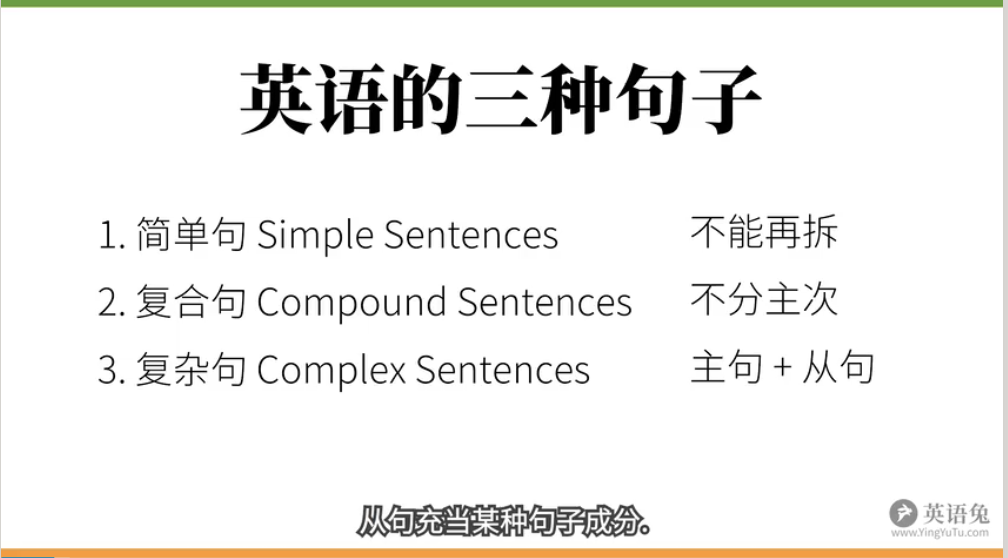 英语的三种句子
1. 简单句 Simple Sentences 不能再拆
2. 复合句 Compound Sentences 不分主次
3. 复杂句 Complex Sentences 主句 + 从句
从句充当某种句子成分.
英语兔
www.YingYuTu.com